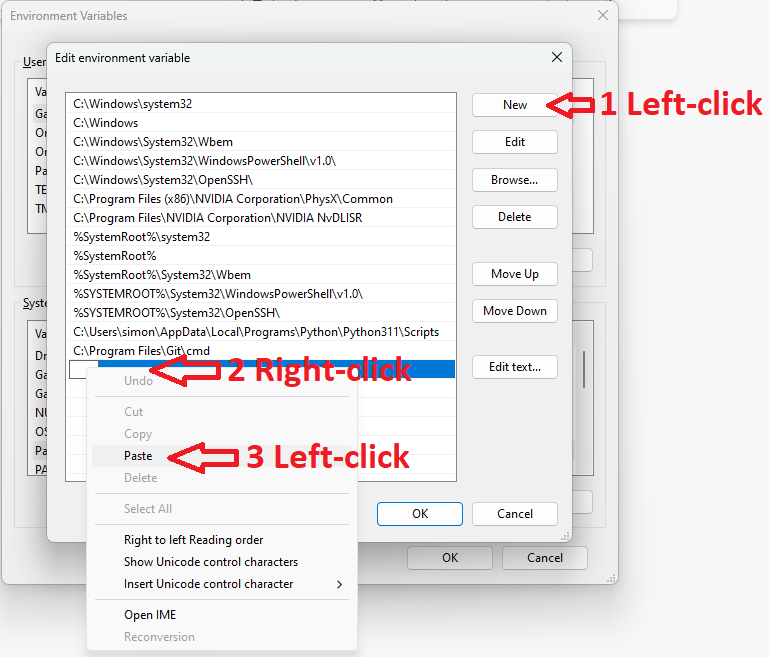 Environment Variables
Edit environment variable
User
Va
Ga
On
On
Pa
TE
TM
C:\Windows\system32
C:\Windows
C:\Windows\System32\Wbem
C:\Windows\System32\WindowsPowerShell\v1.0\
C:\Windows\System32\OpenSSH\
C:\Program Files (x86)\NVIDIA Corporation\PhysX\Common
C:\Program Files\NVIDIA Corporation\NVIDIA NvDLISR
%SystemRoot%\system32
%SystemRoot%
%SystemRoot%\System32\Wbem
%SYSTEMROOT%\System32\WindowsPowerShell\v1.0\
%SYSTEMROOT%\System32\OpenSSH\
C:\Users\simon\AppData\Local\Programs\Python\Python311\Scripts
C:\Program Files\Git\cmd
New
1 Left-click
Edit
Browse...
Delete
Move Up
Move Down
Edit text...
Syste
Va
Dr
Ga
Ga
NU
OS
Pa
PA
2 Right-click
Undo
Cut
Copy
Paste
3 Left-click
Delete
Select All
Right to left Reading order
Show Unicode control characters
Insert Unicode control character
Open IME
Reconversion
OK
Cancel
OK
Cancel